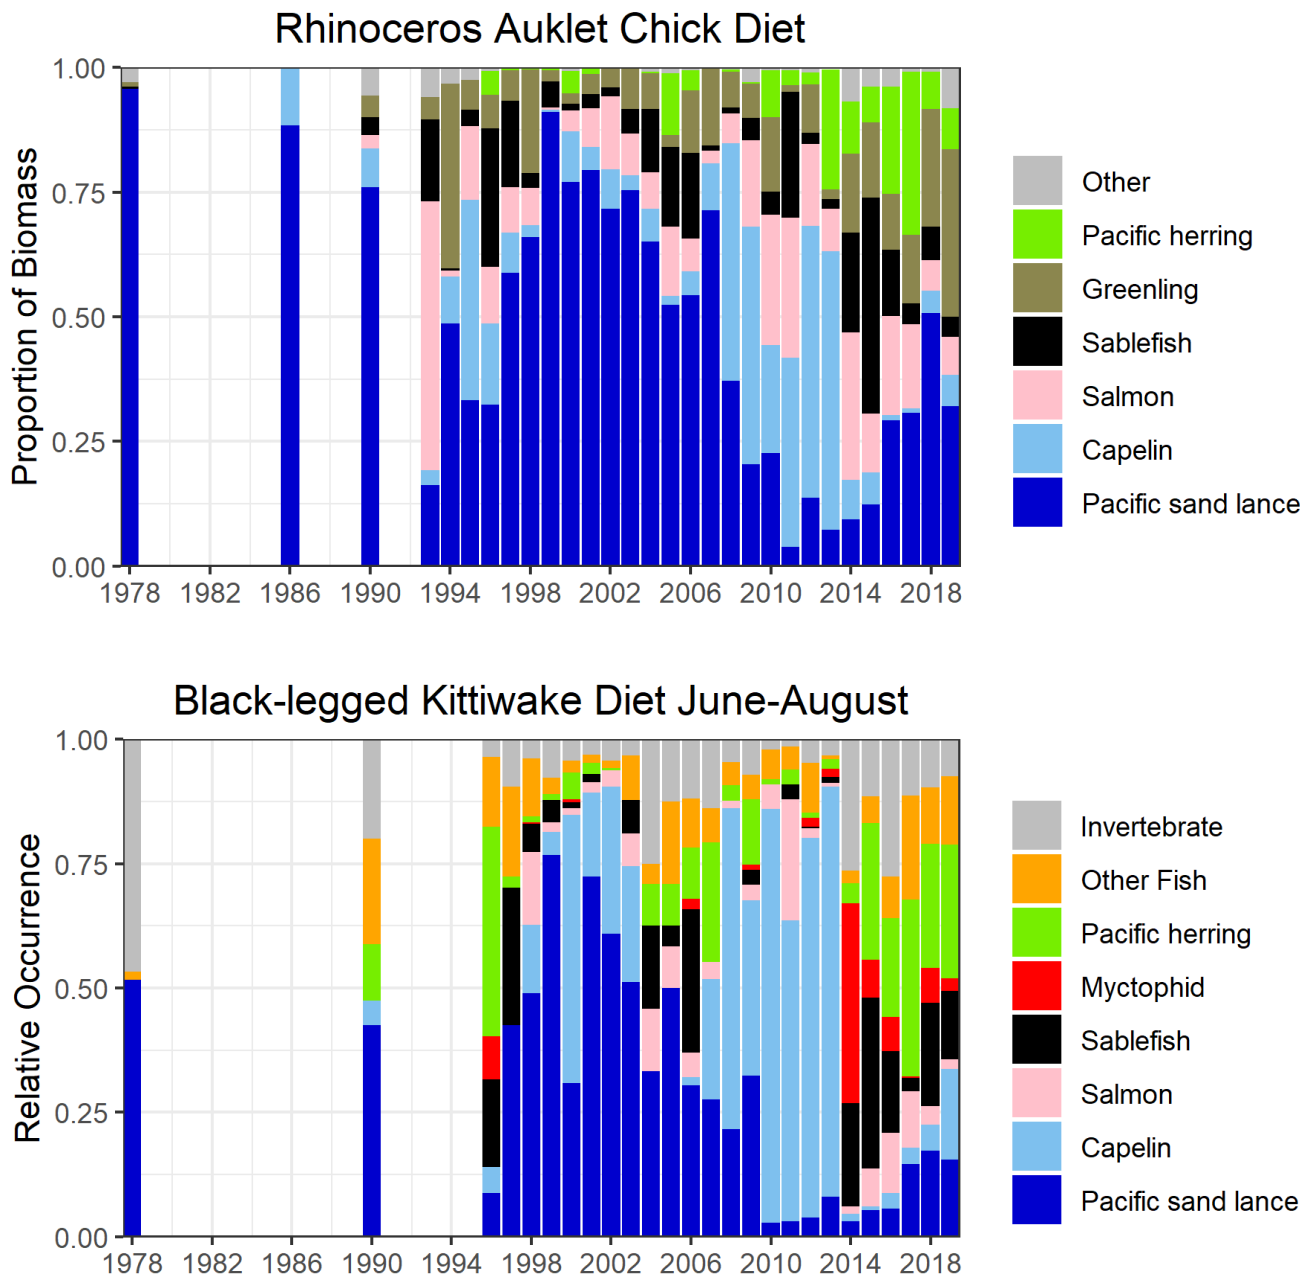 Rhinoceros Auklet Chick Diet
Proportion of Biomass
1.00
0.75
0.50
0.25
0.00
1978 1982 1986 1990 1994 1998 2002 2006 2010 2014 2018
Other
Pacific herring
Greenling
Sablefish
Salmon
Capelin
Pacific sand lance
Black-legged Kittiwake Diet June-August
Relative Occurrence
1.00
0.75
0.50
0.25
0.00
1978 1982 1986 1990 1994 1998 2002 2006 2010 2014 2018
Invertebrate
Other Fish
Pacific herring
Myctophid
Sablefish
Salmon
Capelin
Pacific sand lance